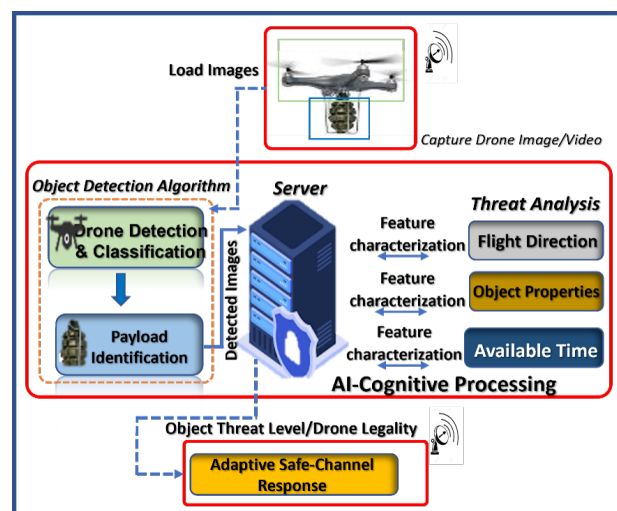 Load Images
Capture Drone Image/Video
Object Detection Algorithm
Server
Threat Analysis
Drone Detection
& Classification
Payload
Identification
Detected Images
Feature
characterization
Flight Direction
Feature
characterization
Object Properties
Feature
characterization
Available Time
AI-Cognitive Processing
Object Threat Level/Drone Legality
Adaptive Safe-Channel
Response